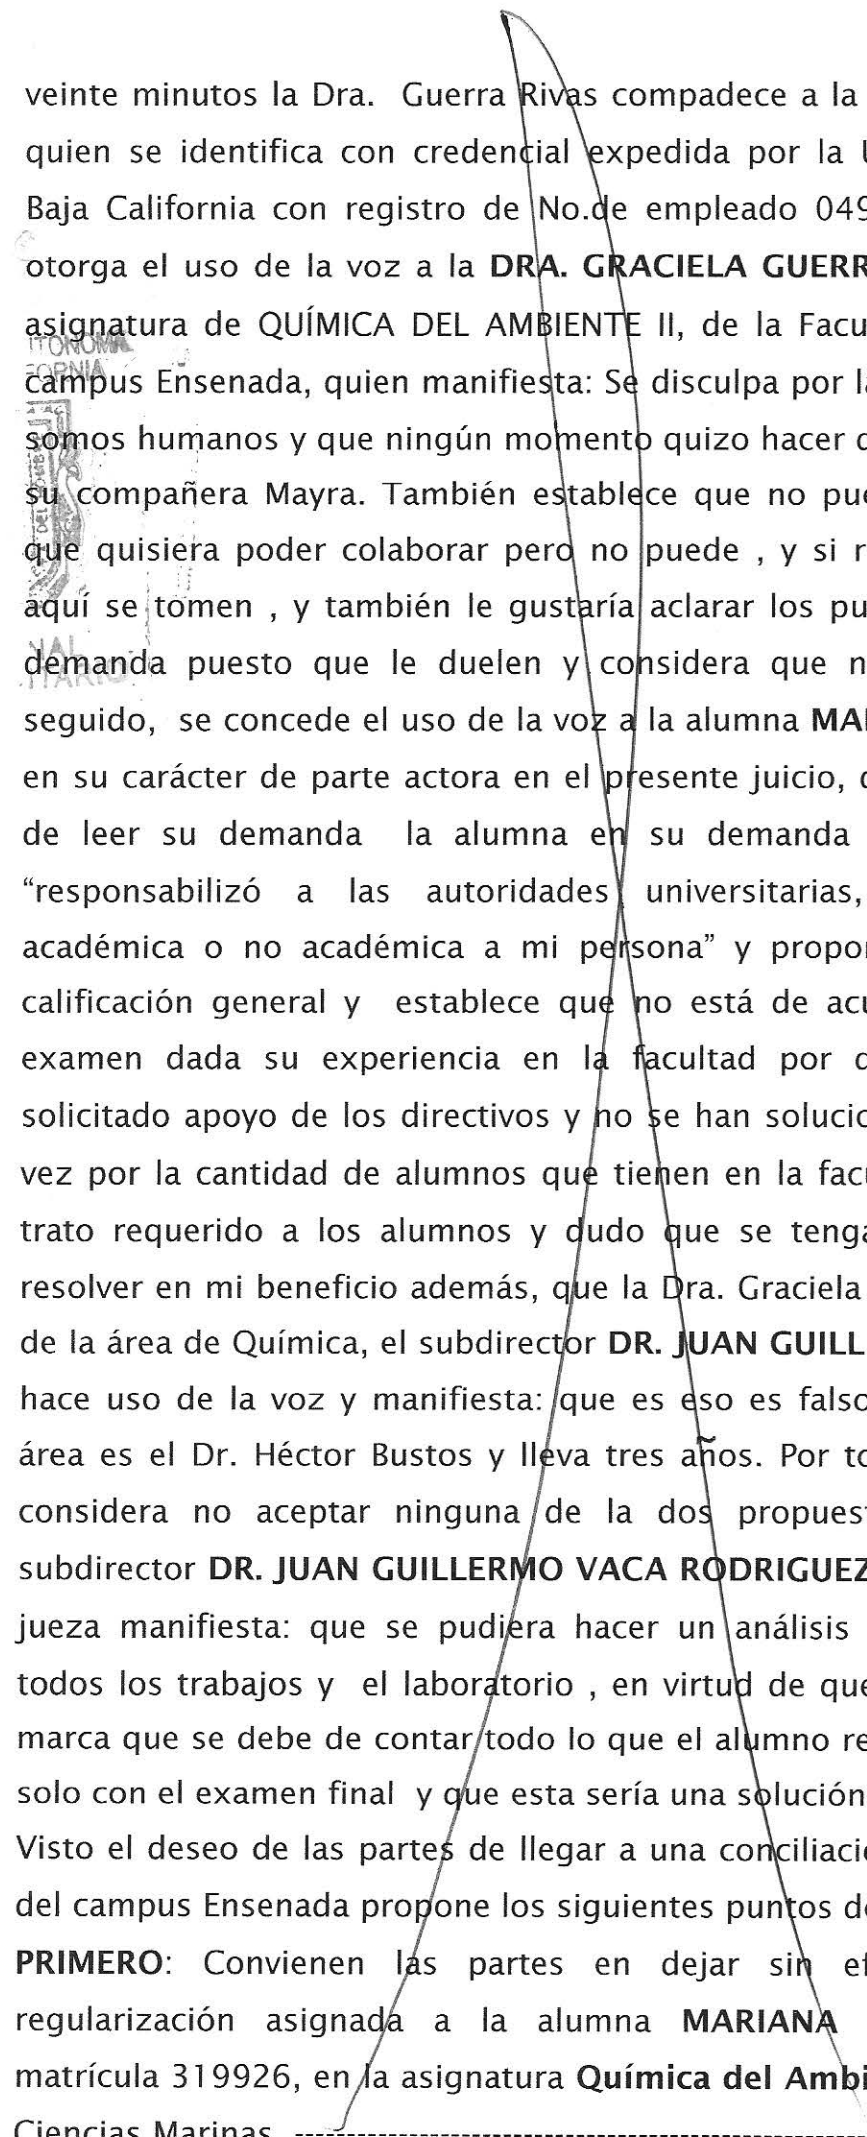 veinte minutos la Dra. Guerra Rivas compadece a la
quien se identifica con credencial expedida por la
Baja California con registro de No.de empleado 049
otorga el uso de la voz a la DRA. GRACIELA GUERR
asignatura de QUÍMICA DEL AMBIENTE II, de la Facu
campus Ensenada, quien manifiesta: Se disculpa por l
somos humanos y que ningún momento quizo hacer
su compañera Mayra. También establece que no pue
que quisiera poder colaborar pero no puede , y si r
aquí se tomen , y también le gustaría aclarar los pu
demanda puesto que le duelen y considera que n
seguido, se concede el uso de la voz a la alumna MA
en su carácter de parte actora en el presente juicio,
de leer su demanda la alumna en su demanda
“responsabilizó a las autoridades universitarias,
académica o no académica a mi persona” y propo
calificación general y establece que no está de acu
examen dada su experiencia en la facultad por
solicitado apoyo de los directivos y no se han soluci
vez por la cantidad de alumnos que tienen en la facu
trato requerido a los alumnos y dudo que se teng
resolver en mi beneficio además, que la Dra. Graciela
de la área de Química, el subdirector DR. JUAN GUILL
hace uso de la voz y manifiesta: que es eso es falso
área es el Dr. Héctor Bustos y lleva tres años. Por to
considera no aceptar ninguna de la dos propuest
subdirector DR. JUAN GUILLERMO VACA RODRIGUEZ
jueza manifiesta: que se pudiera hacer un análisis
todos los trabajos y el laboratorio , en virtud de que
marca que se debe de contar todo lo que el alumno re
solo con el examen final y que esta sería una solución
Visto el deseo de las partes de llegar a una conciliaci
del campus Ensenada propone los siguientes puntos d
PRIMERO: Convienen las partes en dejar sin ef
regularización asignada a la alumna MARIANA
matrícula 319926, en la asignatura Química del Ambi
Ciencias Marinas. ----------------------------------------